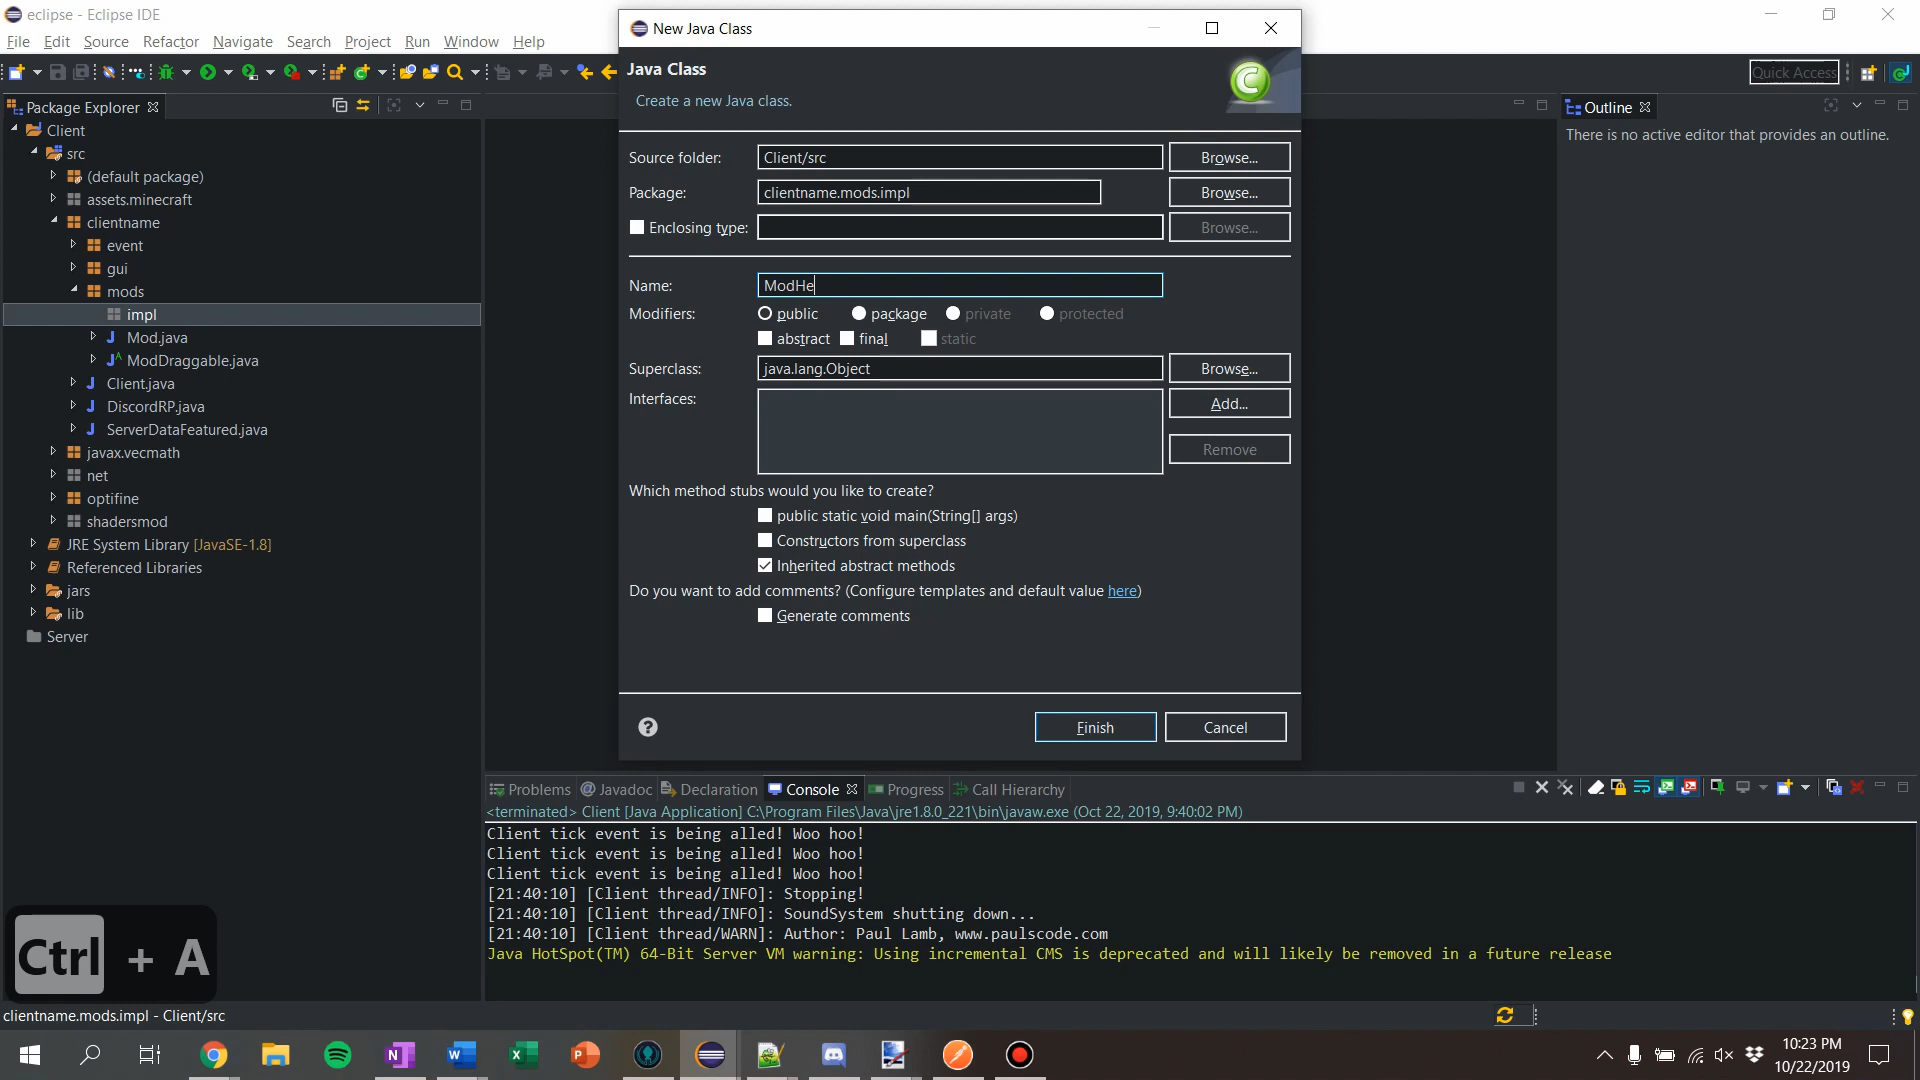 eclipse - Eclipse IDE
File Edit Source Refactor Navigate Search Project Run Window Help
Quick Access
Package Explorer
Client
src
(default package)
assets.minecraft
clientname
event
gui
mods
impl
Mod.java
ModDraggable.java
Client.java
DiscordRP.java
ServerDataFeatured.java
javax.vecmath
net
optifine
shadersmod
JRE System Library [JavaSE-1.8]
Referenced Libraries
jars
lib
Server
New Java Class
Java Class
Create a new Java class.
Source folder: Client/src Browse...
Package: clientname.mods.impl Browse...
Enclosing type: Browse...
Name: ModHe
Modifiers: public package private protected
abstract final static
Superclass: java.lang.Object Browse...
Interfaces: Add...
Remove
Which method stubs would you like to create?
public static void main(String[] args)
Constructors from superclass
Inherited abstract methods
Do you want to add comments? (Configure templates and default value here)
Generate comments
Finish Cancel
Outline
There is no active editor that provides an outline.
Problems Javadoc Declaration Console Progress Call Hierarchy
<terminated> Client [Java Application] C:\Program Files\Java\jre1.8.0_221\bin\javaw.exe (Oct 22, 2019, 9:40:02 PM)
Client tick event is being alled! Woo hoo!
Client tick event is being alled! Woo hoo!
Client tick event is being alled! Woo hoo!
[21:40:10] [Client thread/INFO]: Stopping!
[21:40:10] [Client thread/INFO]: SoundSystem shutting down...
[21:40:10] [Client thread/WARN]: Author: Paul Lamb, www.paulscode.com
Java HotSpot(TM) 64-Bit Server VM warning: Using incremental CMS is deprecated and will likely be removed in a future release
Ctrl + A
clientname.mods.impl - Client/src
10:23 PM
10/22/2019